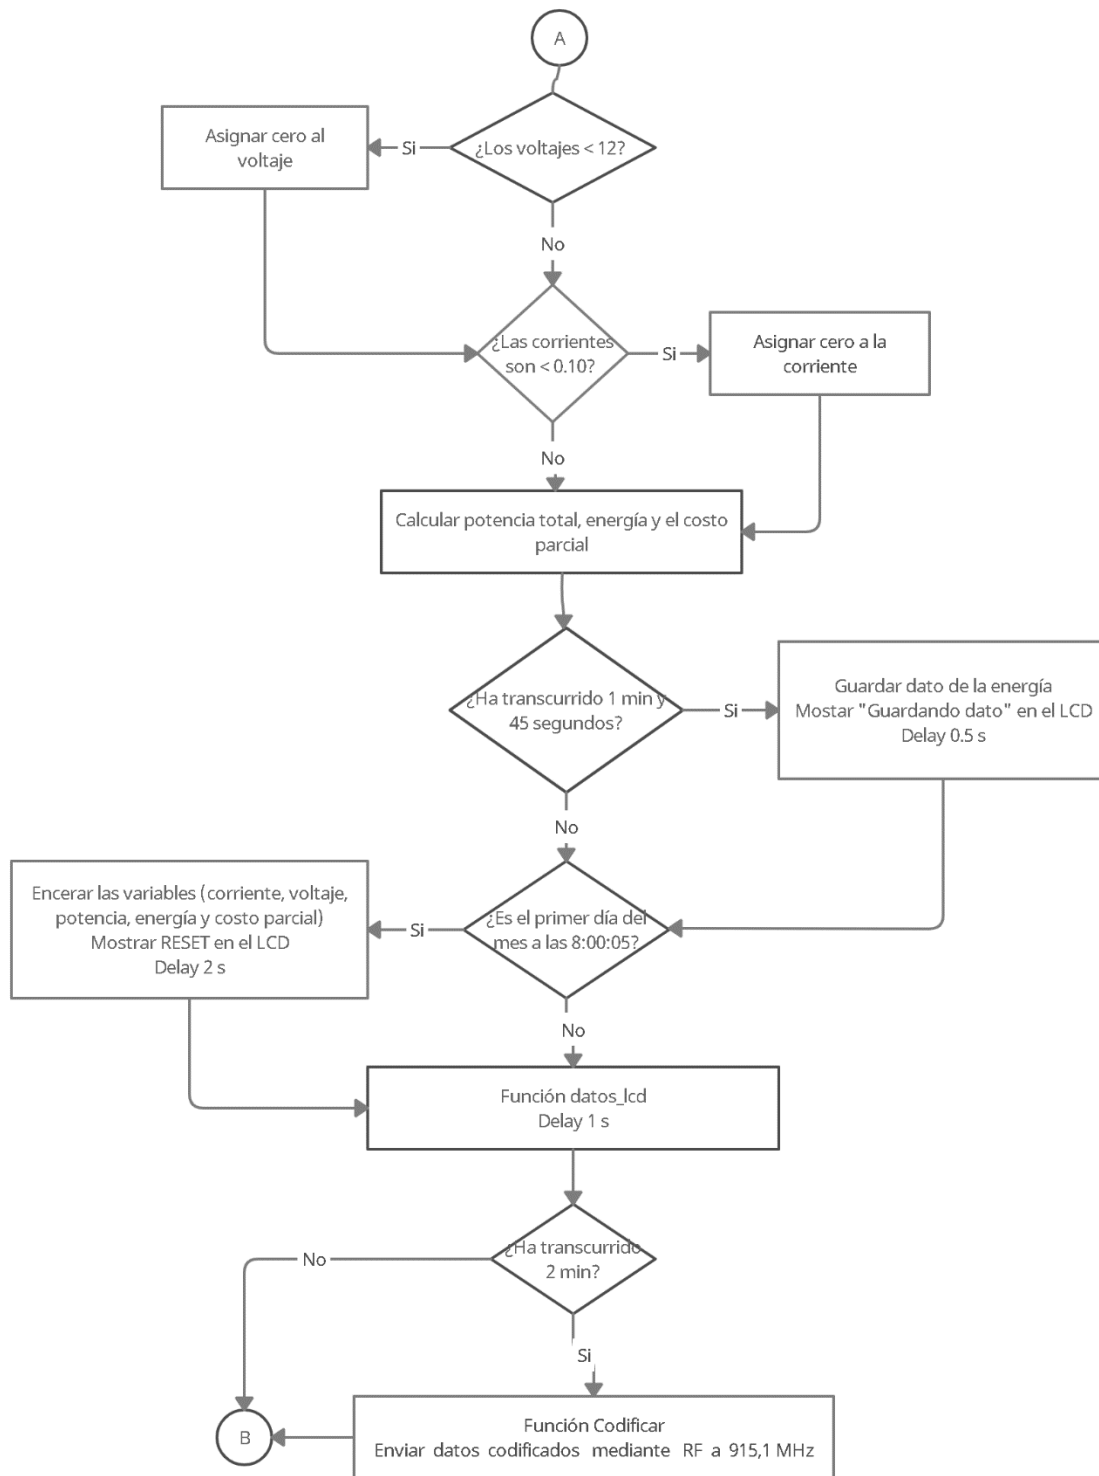 A
¿Los voltajes < 12?
Si
Asignar cero al
voltaje
No
¿Las corrientes
son < 0.10?
Si
Asignar cero a la
corriente
No
Calcular potencia total, energía y el costo
parcial
¿Ha transcurrido 1 min y
45 segundos?
Si
Guardar dato de la energía
Mostar "Guardando dato" en el LCD
Delay 0.5 s
No
¿Es el primer día del
mes a las 8:00:05?
Si
Encerar las variables (corriente, voltaje,
potencia, energía y costo parcial)
Mostrar RESET en el LCD
Delay 2 s
No
Función datos_lcd
Delay 1 s
¿Ha transcurrido
2 min?
No
Si
Función Codificar
Enviar datos codificados mediante RF a 915,1 MHz
B